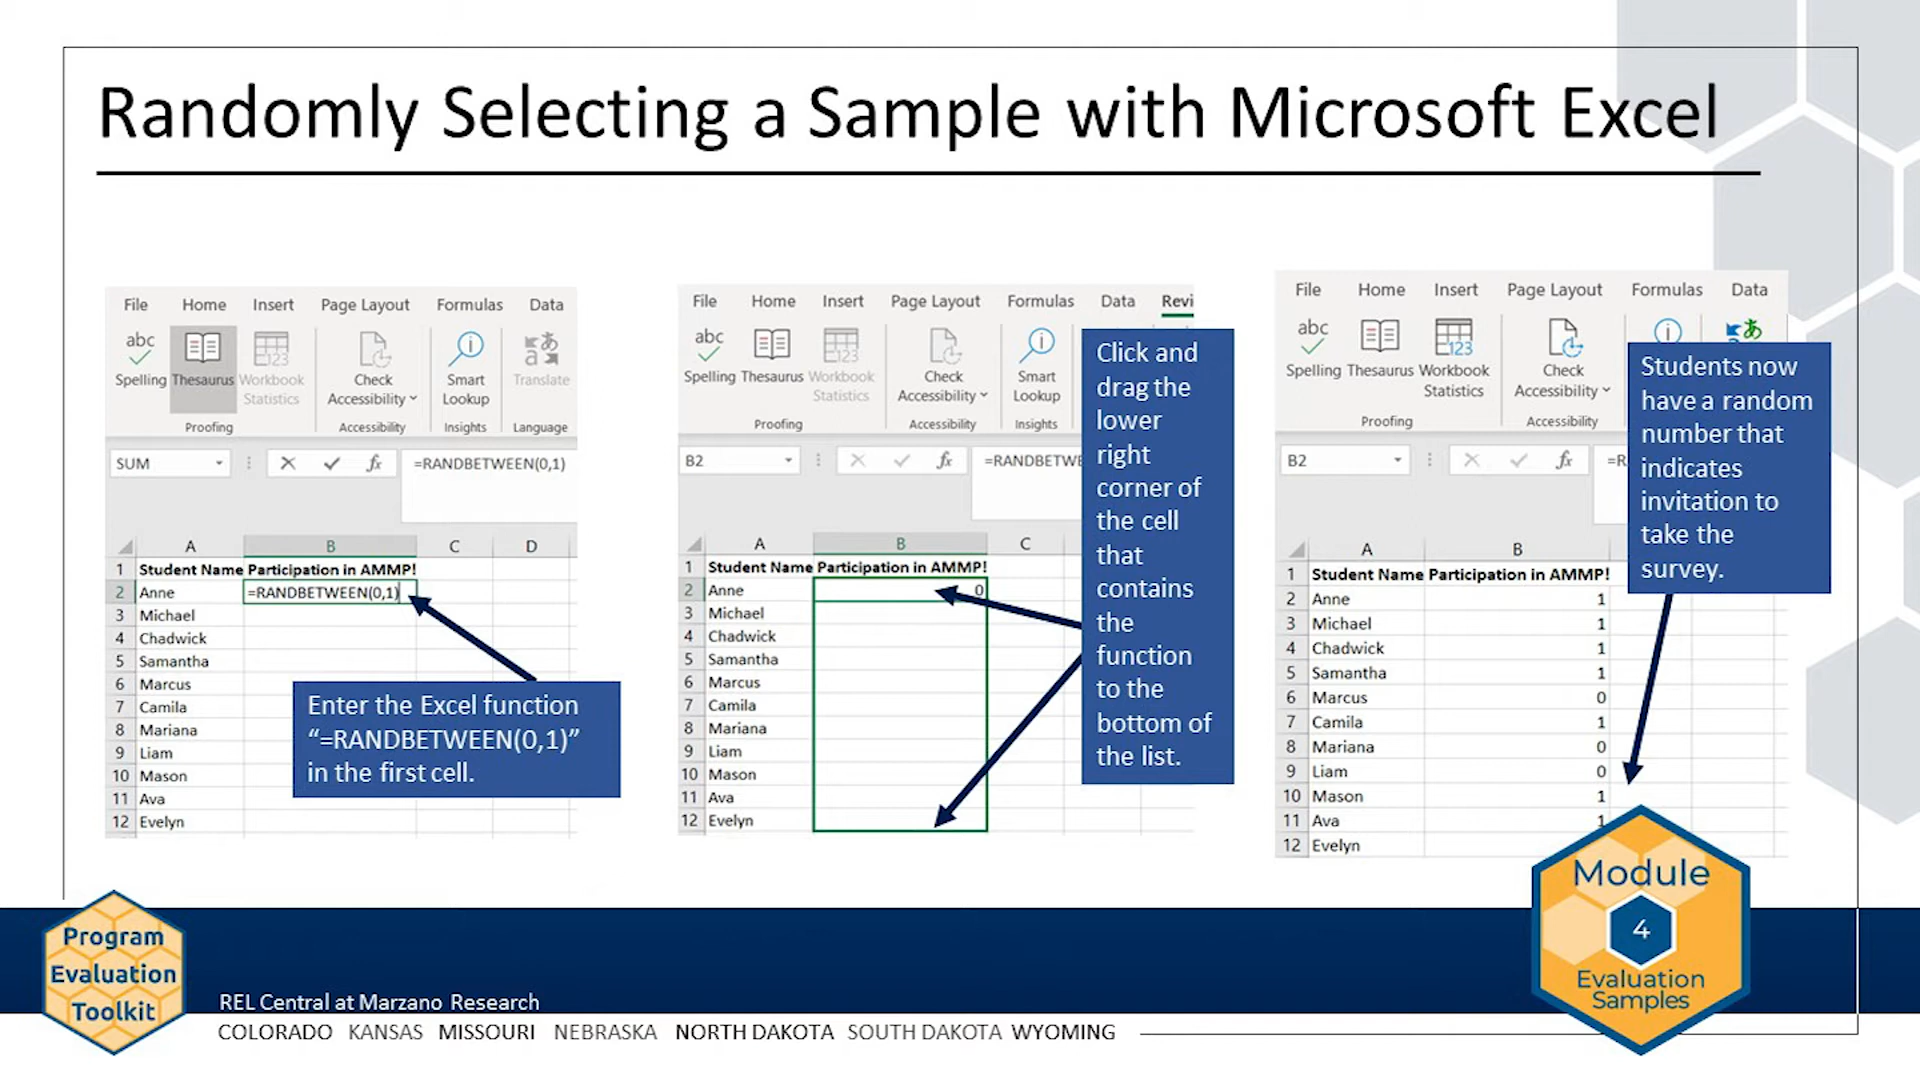 Randomly Selecting a Sample with Microsoft Excel
File Home Insert Page Layout Formulas Data
abc
Spelling Thesaurus Workbook Statistics Check Accessibility Smart Lookup Translate
Proofing Accessibility Insights Language
SUM fx =RANDBETWEEN(0,1)
A B C D
1 Student Name Participation in AMMP!
2 Anne =RANDBETWEEN(0,1)
3 Michael
4 Chadwick
5 Samantha
6 Marcus
7 Camila
8 Mariana
9 Liam
10 Mason
11 Ava
12 Evelyn
Enter the Excel function
“=RANDBETWEEN(0,1)”
in the first cell.
File Home Insert Page Layout Formulas Data Revi
abc
Spelling Thesaurus Workbook Statistics Check Accessibility Smart Lookup
Proofing Accessibility Insights
B2 fx =RANDBETWE
A B C
1 Student Name Participation in AMMP!
2 Anne 0
3 Michael
4 Chadwick
5 Samantha
6 Marcus
7 Camila
8 Mariana
9 Liam
10 Mason
11 Ava
12 Evelyn
Click and
drag the
lower
right
corner of
the cell
that
contains
the
function
to the
bottom of
the list.
File Home Insert Page Layout Formulas Data
abc
Spelling Thesaurus Workbook Statistics Check Accessibility
Proofing Accessibility
B2 fx =R
A B
1 Student Name Participation in AMMP!
2 Anne 1
3 Michael 1
4 Chadwick 1
5 Samantha 1
6 Marcus 0
7 Camila 1
8 Mariana 0
9 Liam 0
10 Mason 1
11 Ava 1
12 Evelyn
Students now
have a random
number that
indicates
invitation to
take the
survey.
Program
Evaluation
Toolkit
REL Central at Marzano Research
COLORADO KANSAS MISSOURI NEBRASKA NORTH DAKOTA SOUTH DAKOTA WYOMING
Module
4
Evaluation
Samples